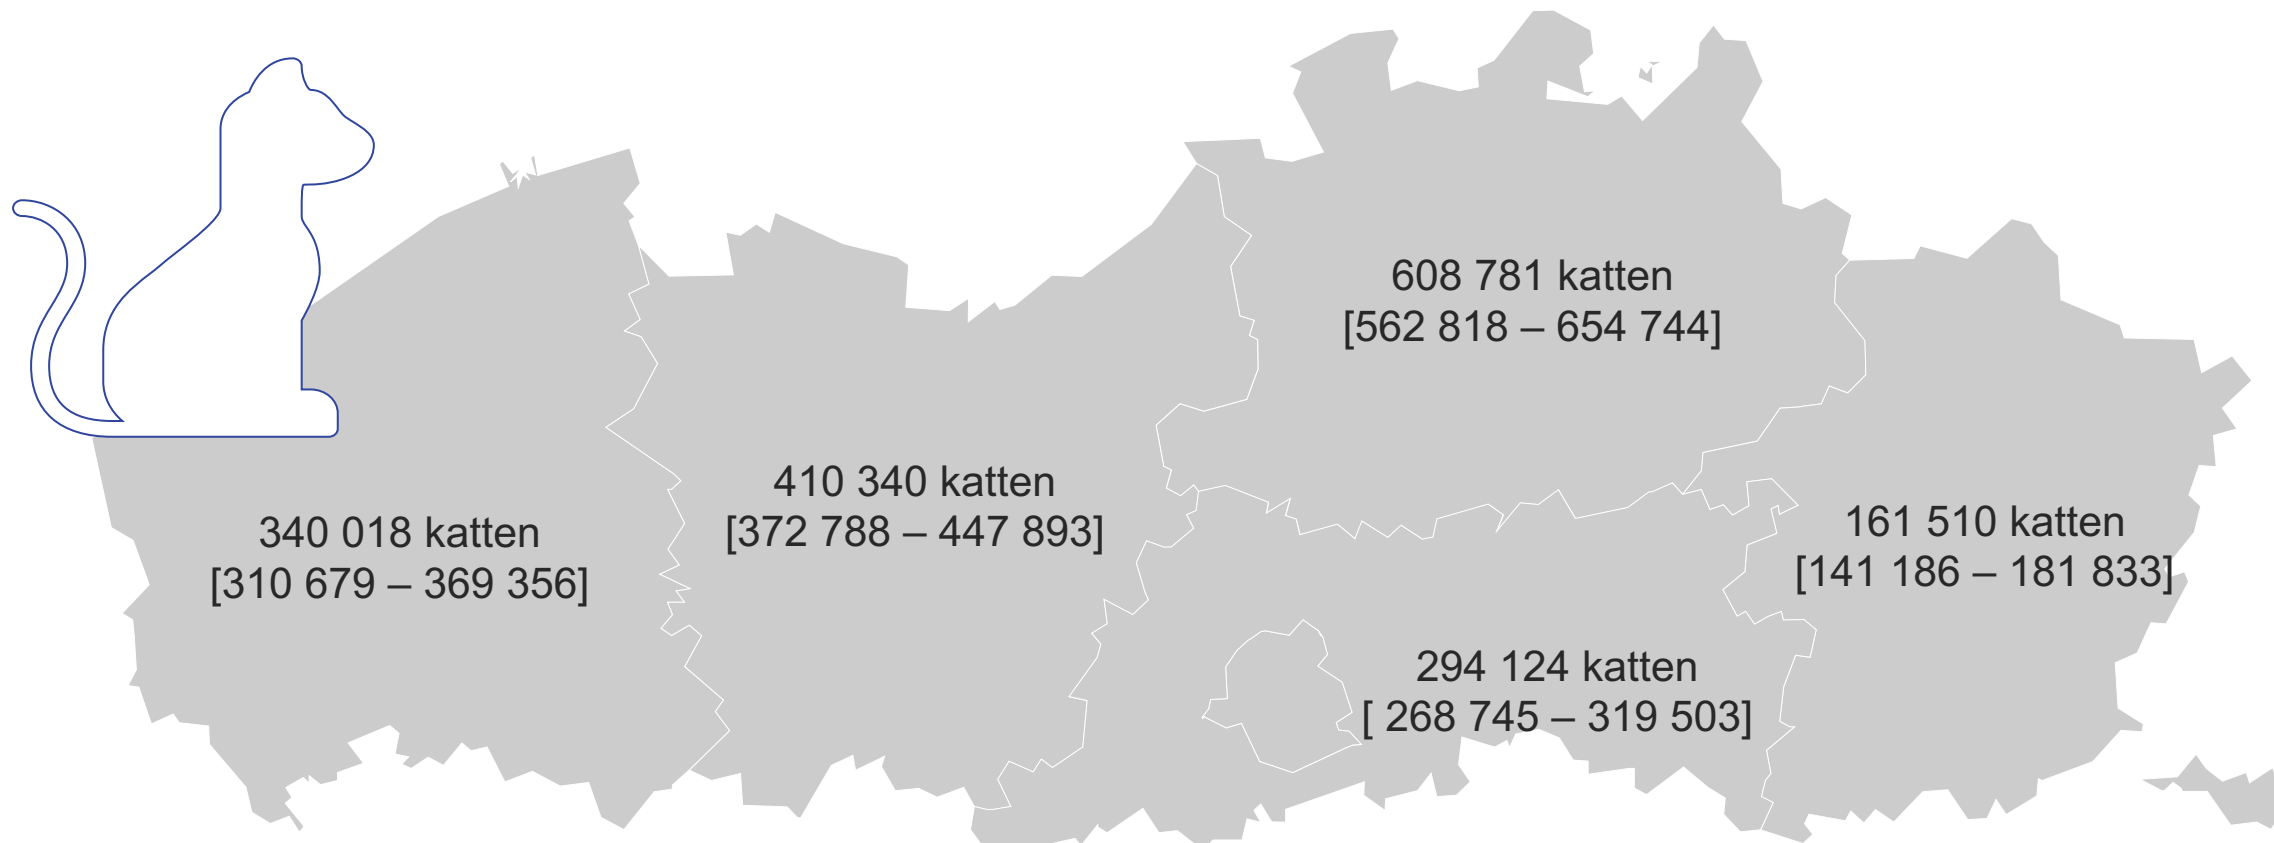 608 781 katten
[562 818 – 654 744]
410 340 katten
[372 788 – 447 893]
340 018 katten
[310 679 – 369 356]
161 510 katten
[141 186 – 181 833]
294 124 katten
[ 268 745 – 319 503]